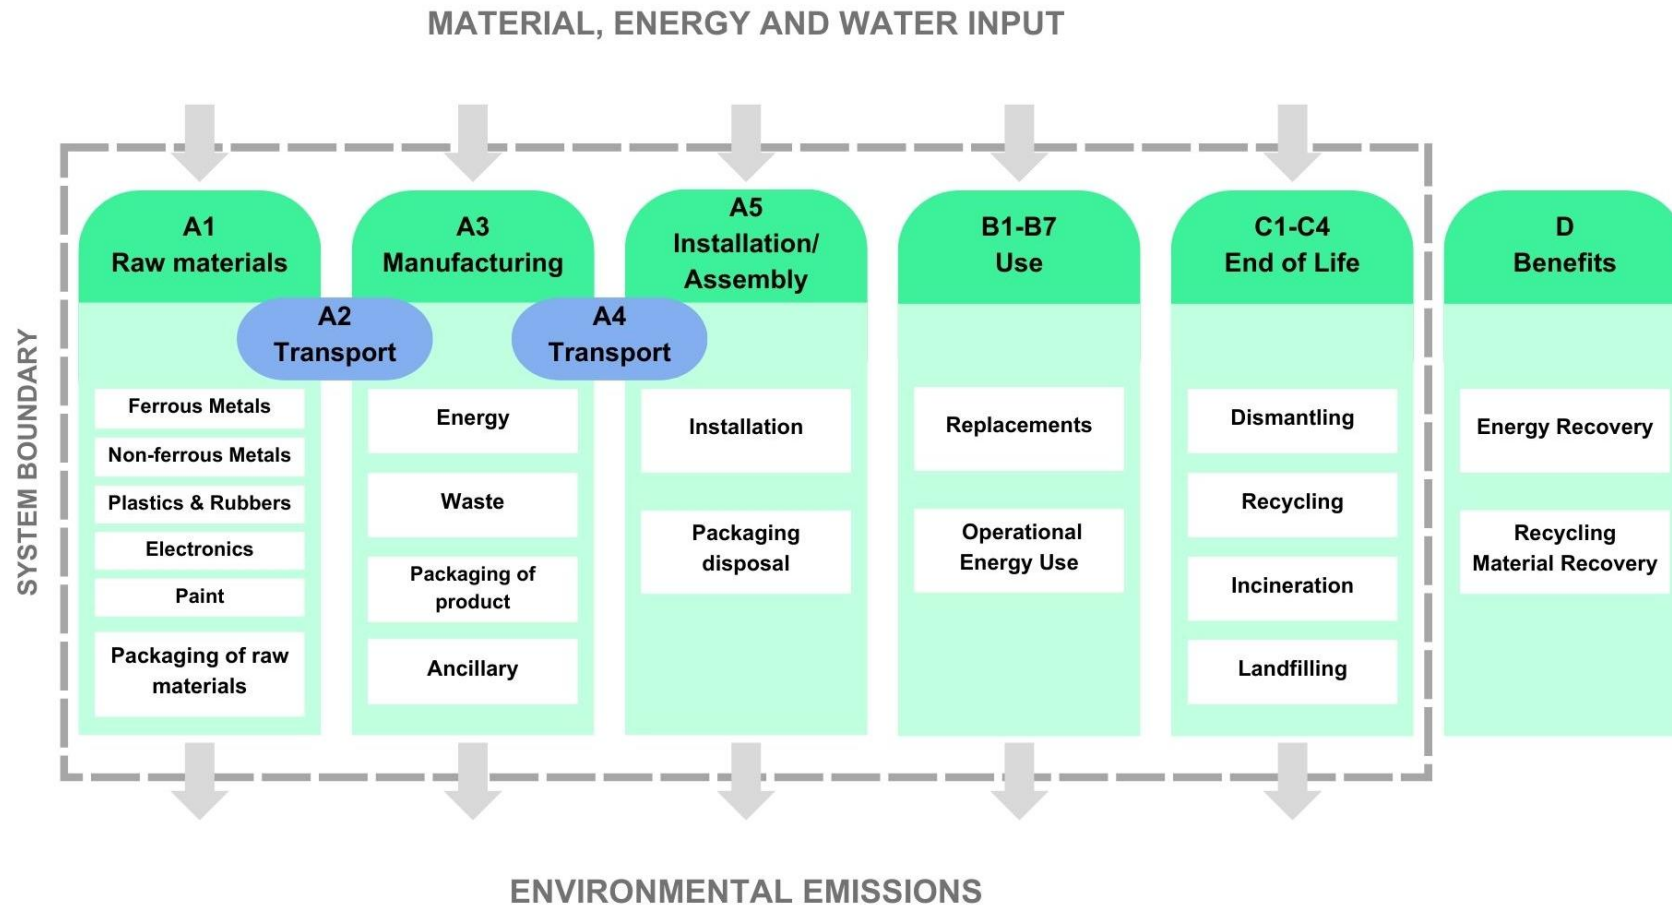 MATERIAL, ENERGY AND WATER INPUT
SYSTEM BOUNDARY
A1
Raw materials
A2
Transport
Ferrous Metals
Non-ferrous Metals
Plastics & Rubbers
Electronics
Paint
Packaging of raw
materials
A3
Manufacturing
A4
Transport
Energy
Waste
Packaging of
product
Ancillary
A5
Installation/
Assembly
Installation
Packaging
disposal
B1-B7
Use
Replacements
Operational
Energy Use
C1-C4
End of Life
Dismantling
Recycling
Incineration
Landfilling
D
Benefits
Energy Recovery
Recycling
Material Recovery
ENVIRONMENTAL EMISSIONS